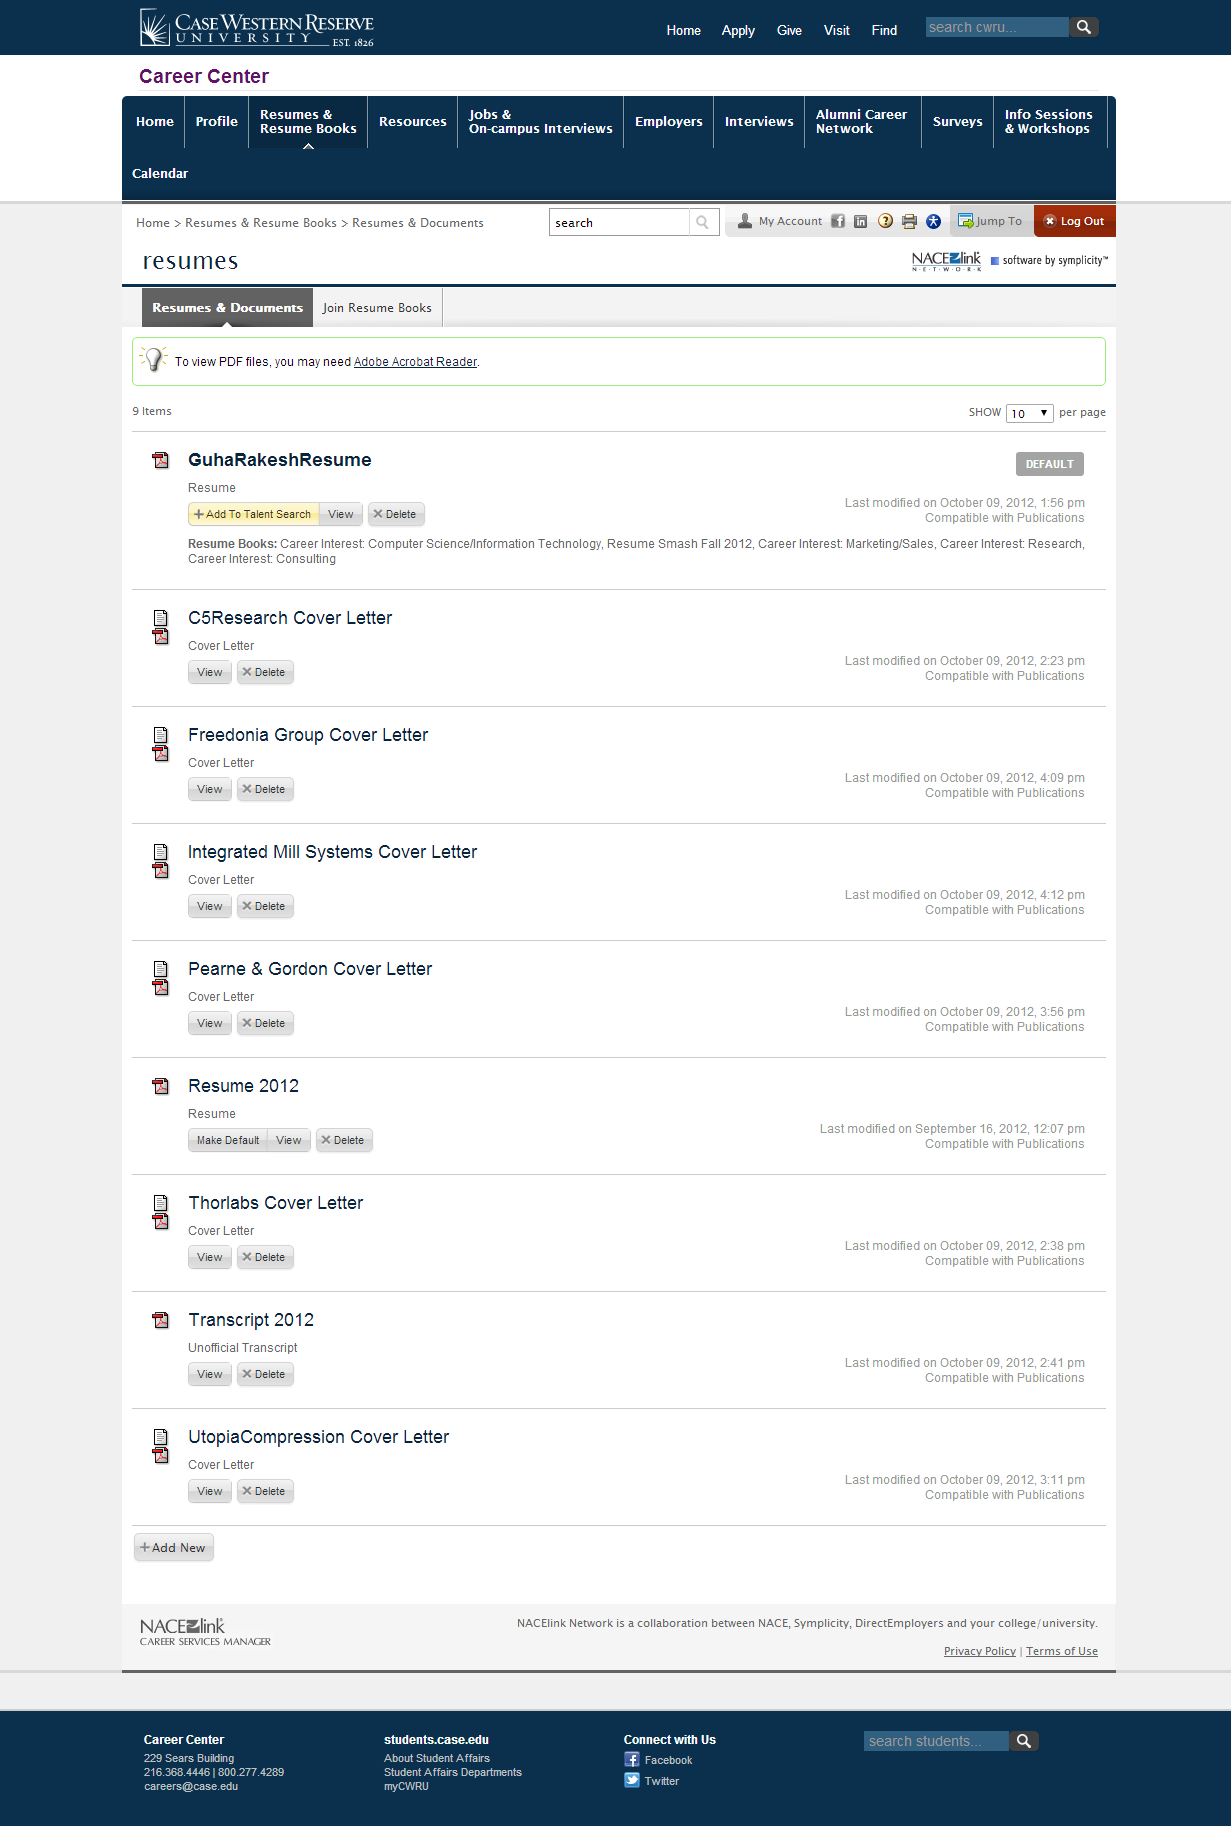 CASE WESTERN RESERVE
UNIVERSITY EST. 1826
Home Apply Give Visit Find search cwru...
Career Center
Home Profile Resumes & Resume Books Resources Jobs & On-campus Interviews Employers Interviews Alumni Career Network Surveys Info Sessions & Workshops
Calendar
Home > Resumes & Resume Books > Resumes & Documents search My Account Jump To Log Out
resumes
NACElink NETWORK software by symplicity™
Resumes & Documents Join Resume Books
To view PDF files, you may need Adobe Acrobat Reader.
9 Items SHOW 10 per page
GuhaRakeshResume DEFAULT
Resume
+Add To Talent Search View Delete
Last modified on October 09, 2012, 1:56 pm
Compatible with Publications
Resume Books: Career Interest: Computer Science/Information Technology, Resume Smash Fall 2012, Career Interest: Marketing/Sales, Career Interest: Research,
Career Interest: Consulting
C5Research Cover Letter
Cover Letter
View Delete
Last modified on October 09, 2012, 2:23 pm
Compatible with Publications
Freedonia Group Cover Letter
Cover Letter
View Delete
Last modified on October 09, 2012, 4:09 pm
Compatible with Publications
Integrated Mill Systems Cover Letter
Cover Letter
View Delete
Last modified on October 09, 2012, 4:12 pm
Compatible with Publications
Pearne & Gordon Cover Letter
Cover Letter
View Delete
Last modified on October 09, 2012, 3:56 pm
Compatible with Publications
Resume 2012
Resume
Make Default View Delete
Last modified on September 16, 2012, 12:07 pm
Compatible with Publications
Thorlabs Cover Letter
Cover Letter
View Delete
Last modified on October 09, 2012, 2:38 pm
Compatible with Publications
Transcript 2012
Unofficial Transcript
View Delete
Last modified on October 09, 2012, 2:41 pm
Compatible with Publications
UtopiaCompression Cover Letter
Cover Letter
View Delete
Last modified on October 09, 2012, 3:11 pm
Compatible with Publications
+Add New
NACElink
CAREER SERVICES MANAGER
NACElink Network is a collaboration between NACE, Symplicity, DirectEmployers and your college/university.
Privacy Policy | Terms of Use
Career Center
229 Sears Building
216.368.4446 | 800.277.4289
careers@case.edu
students.case.edu
About Student Affairs
Student Affairs Departments
myCWRU
Connect with Us
Facebook
Twitter
search students...